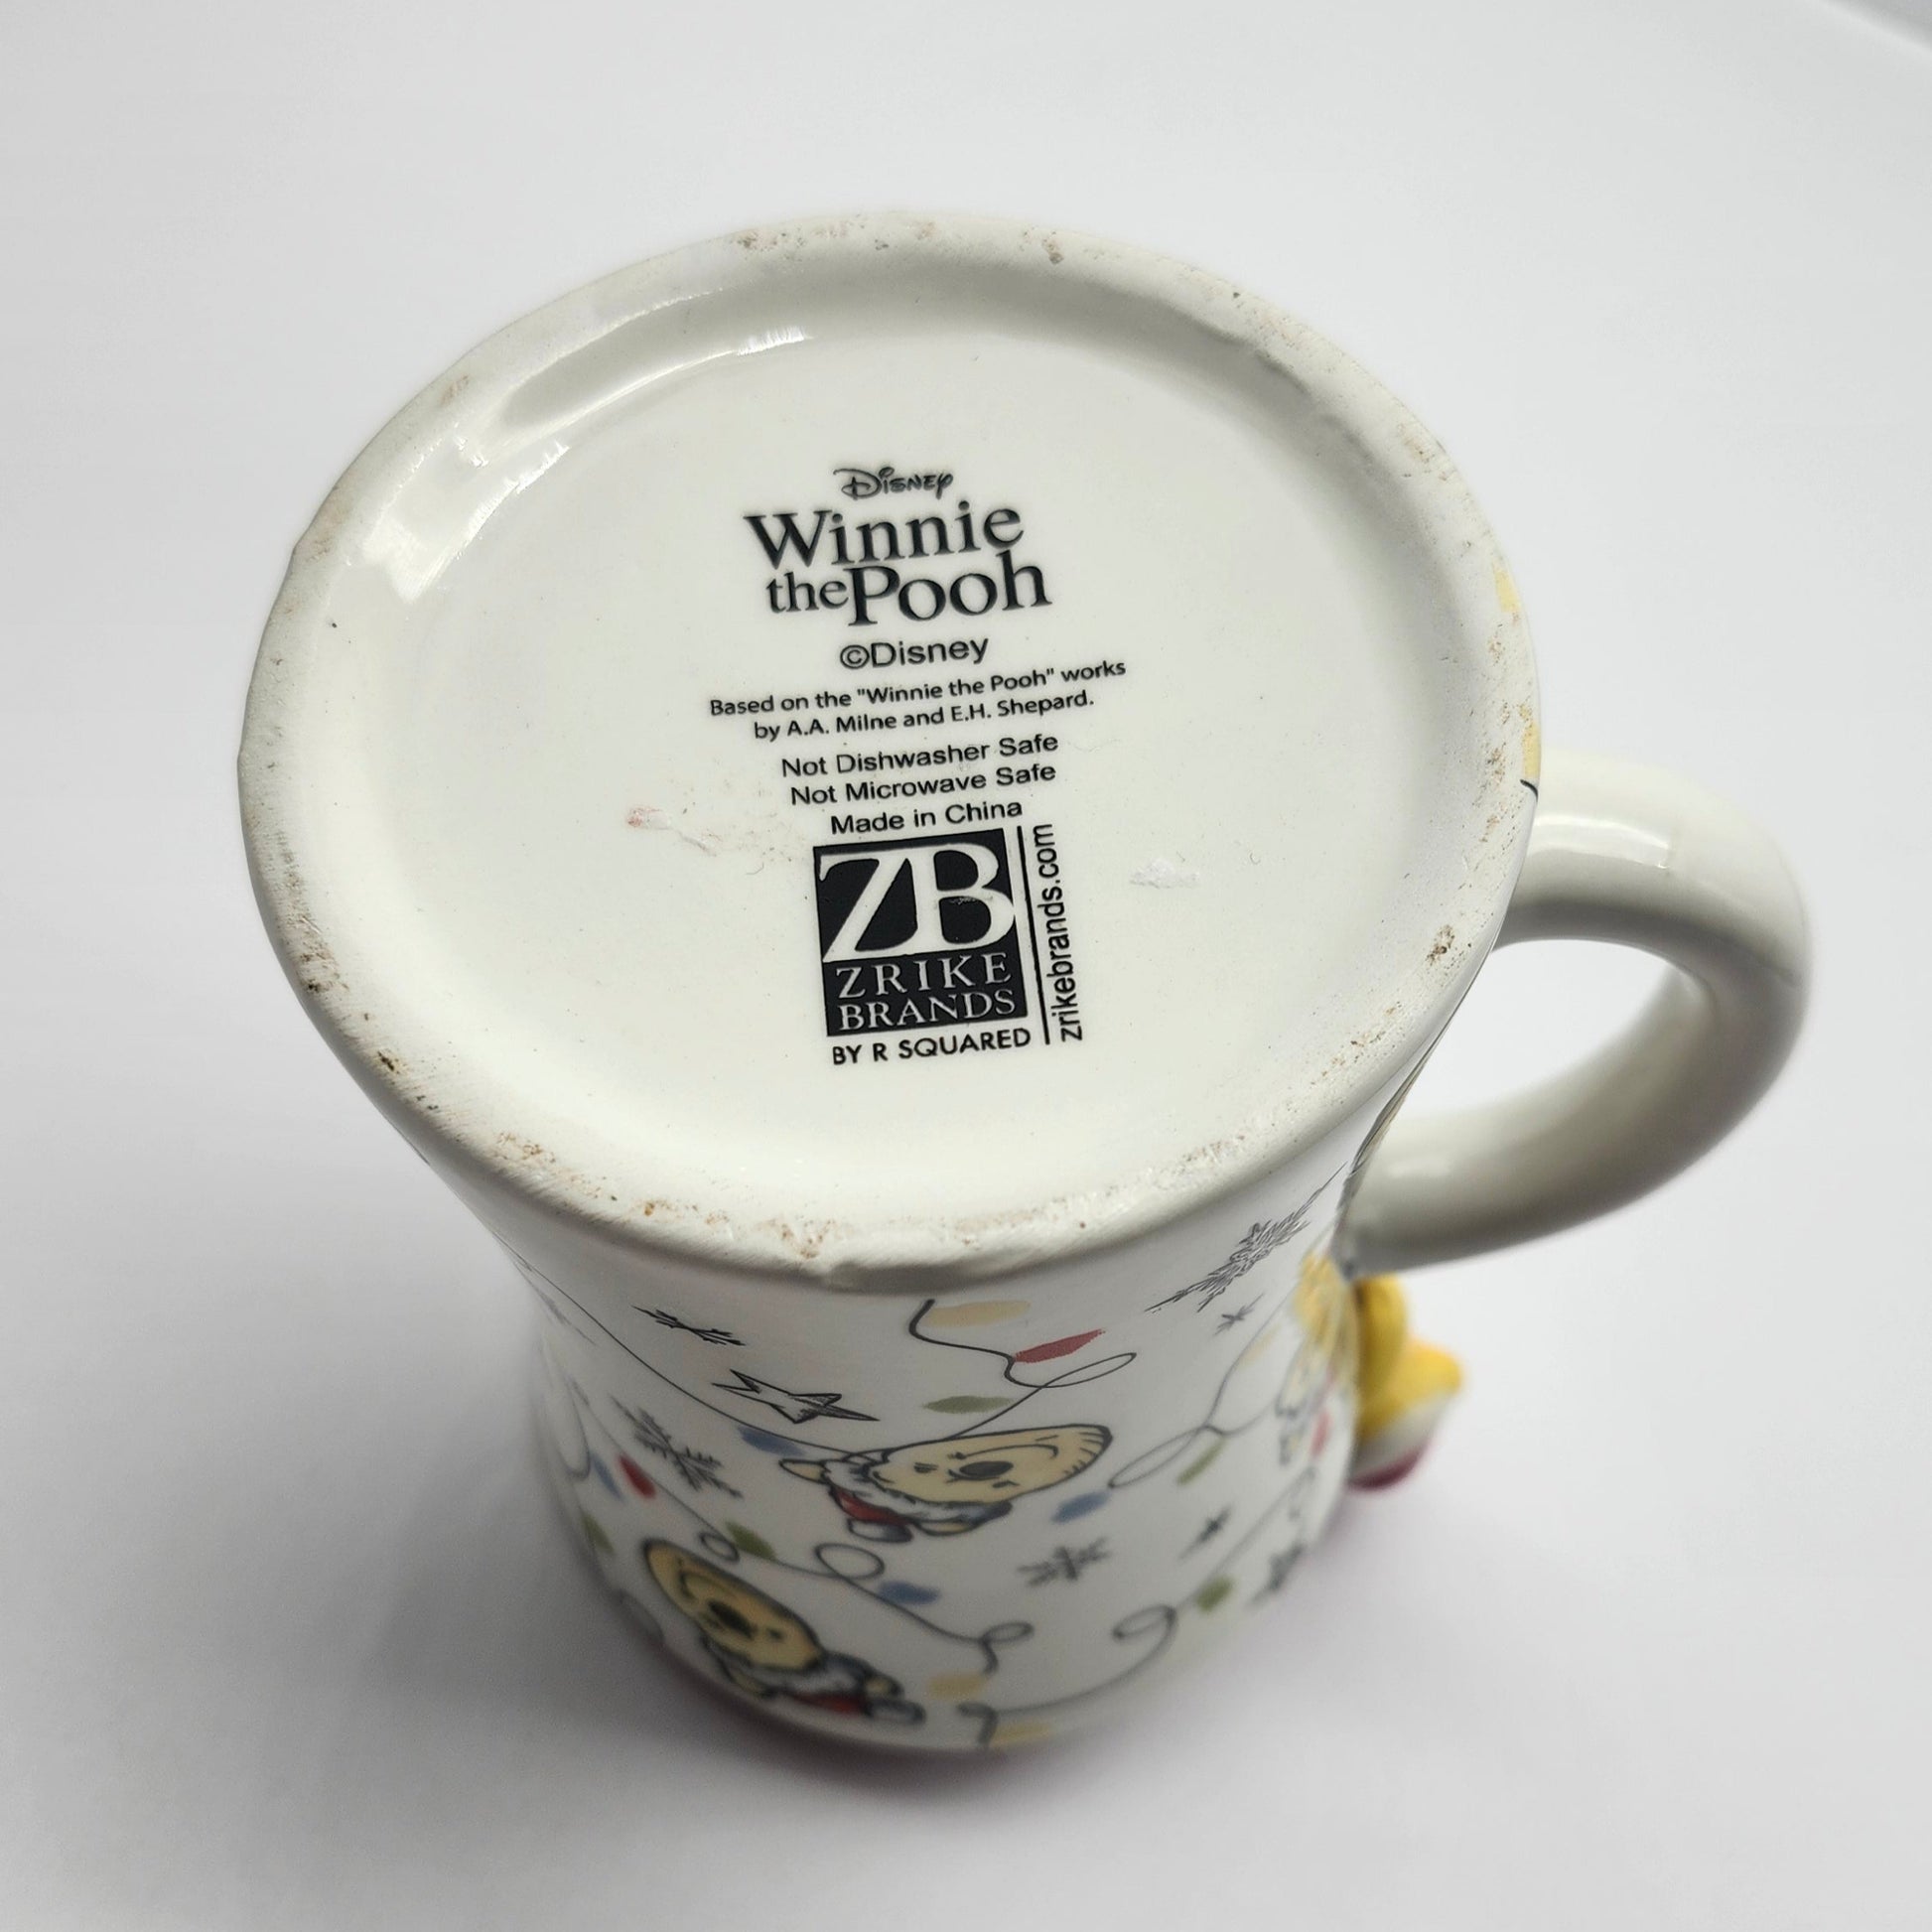 Disney
Winnie
the Pooh
©Disney
Based on the "Winnie the Pooh" works
by A.A. Milne and E.H. Shepard.
Not Dishwasher Safe
Not Microwave Safe
Made in China
ZB
ZRIKE
BRANDS
BY R SQUARED
zrikebrands.com